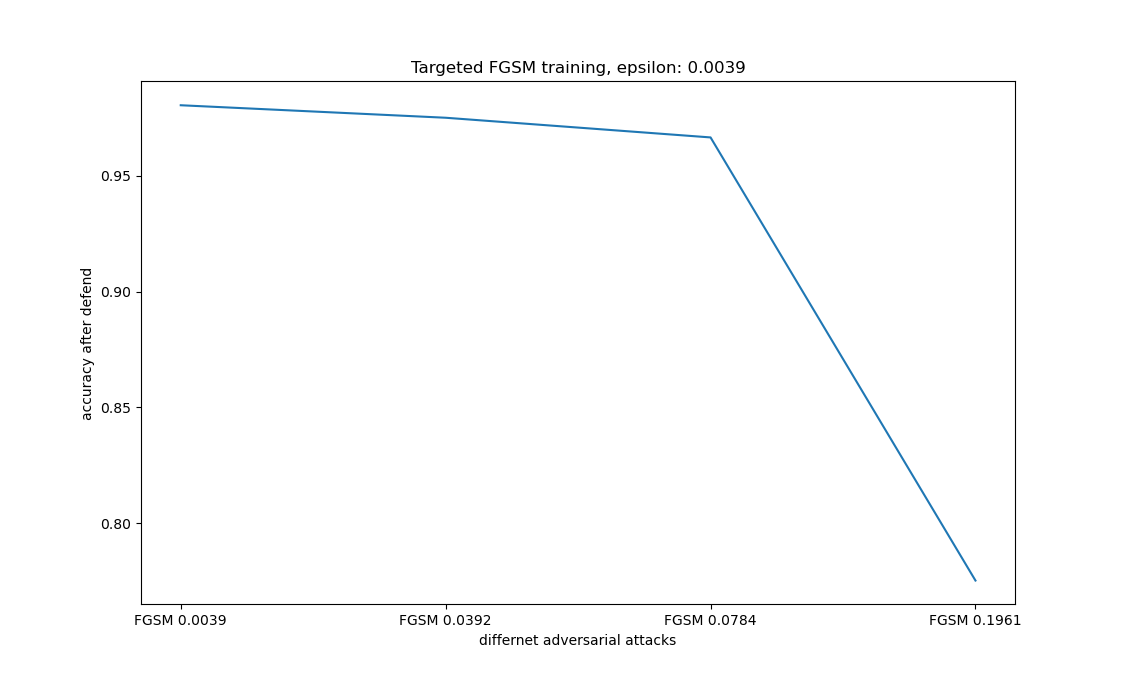 Targeted FGSM training, epsilon: 0.0039
accuracy after defend
0.95
0.90
0.85
0.80
FGSM 0.0039
FGSM 0.0392
FGSM 0.0784
FGSM 0.1961
differnet adversarial attacks